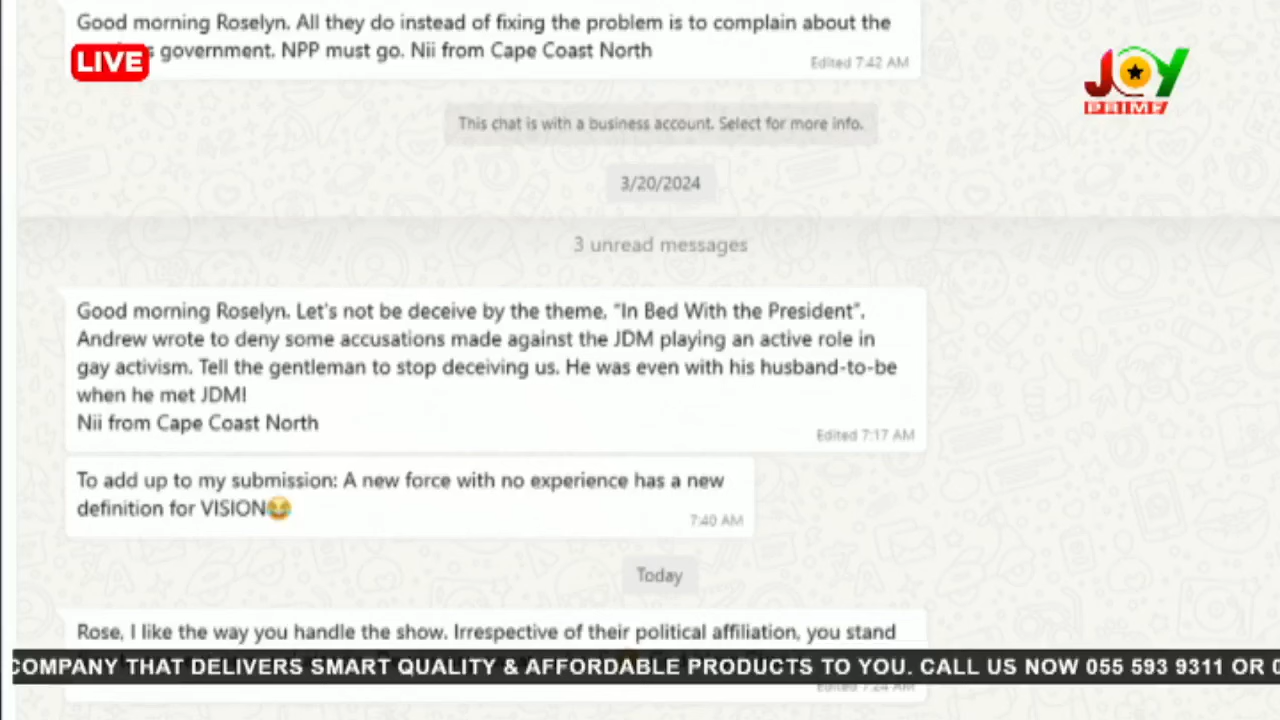 Good morning Roselyn. All they do instead of fixing the problem is to complain about the
government. NPP must go. Nii from Cape Coast North
Edited 7:42 AM
LIVE
JOY
PRIME
This chat is with a business account. Select for more info.
3/20/2024
3 unread messages
Good morning Roselyn. Let's not be deceive by the theme, "In Bed With the President".
Andrew wrote to deny some accusations made against the JDM playing an active role in
gay activism. Tell the gentleman to stop deceiving us. He was even with his husband-to-be
when he met JDM!
Nii from Cape Coast North
Edited 7:17 AM
To add up to my submission: A new force with no experience has a new
definition for VISION😂
7:40 AM
Today
Rose, I like the way you handle the show. Irrespective of their political affiliation, you stand
COMPANY THAT DELIVERS SMART QUALITY & AFFORDABLE PRODUCTS TO YOU. CALL US NOW 055 593 9311 OR 0
Edited 7:24 AM